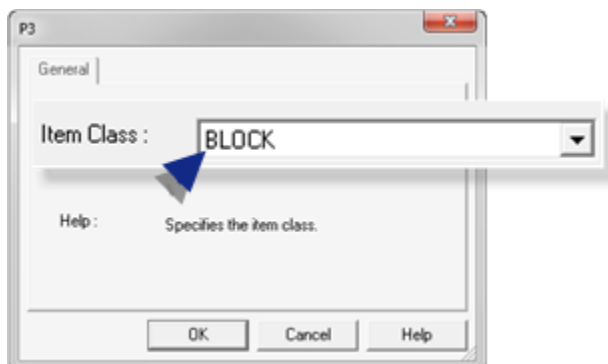 P3
General
Item Class : BLOCK
Help : Specifies the item class.
OK Cancel Help